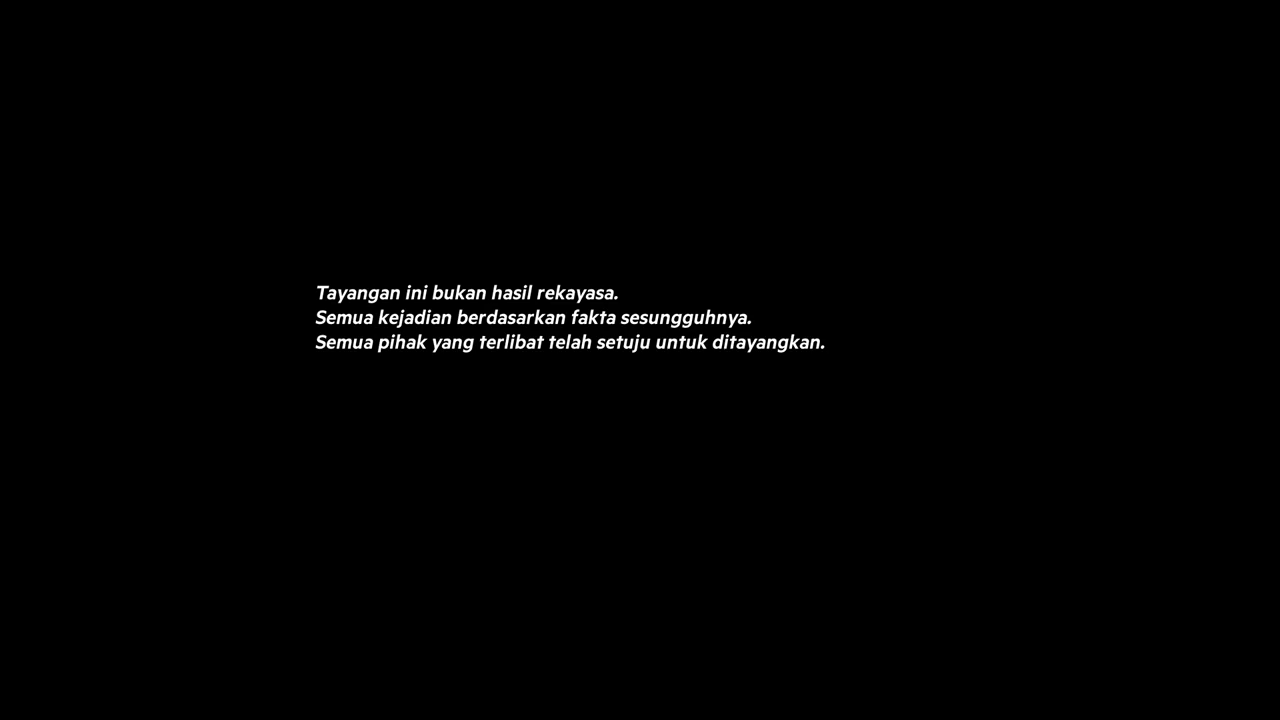 Tayangan ini bukan hasil rekayasa.
Semua kejadian berdasarkan fakta sesungguhnya.
Semua pihak yang terlibat telah setuju untuk ditayangkan.